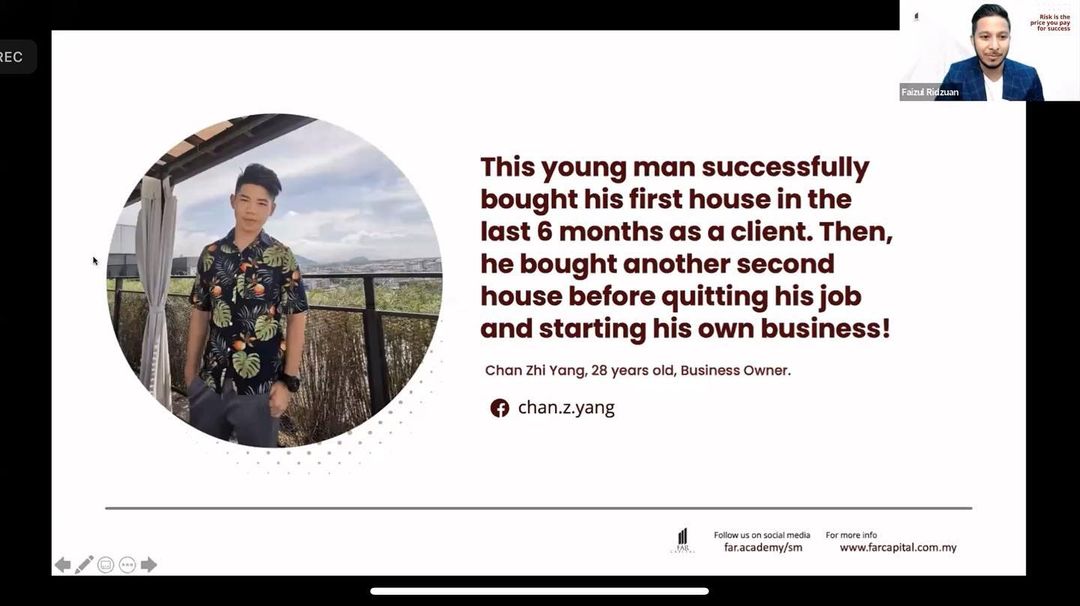 REC
Risk is the
price you pay
for success
Faizul Ridzuan
This young man successfully
bought his first house in the
last 6 months as a client. Then,
he bought another second
house before quitting his job
and starting his own business!
Chan Zhi Yang, 28 years old, Business Owner.
chan.z.yang
FAR
CAPITAL
Follow us on social media
far.academy/sm
For more info
www.farcapital.com.my